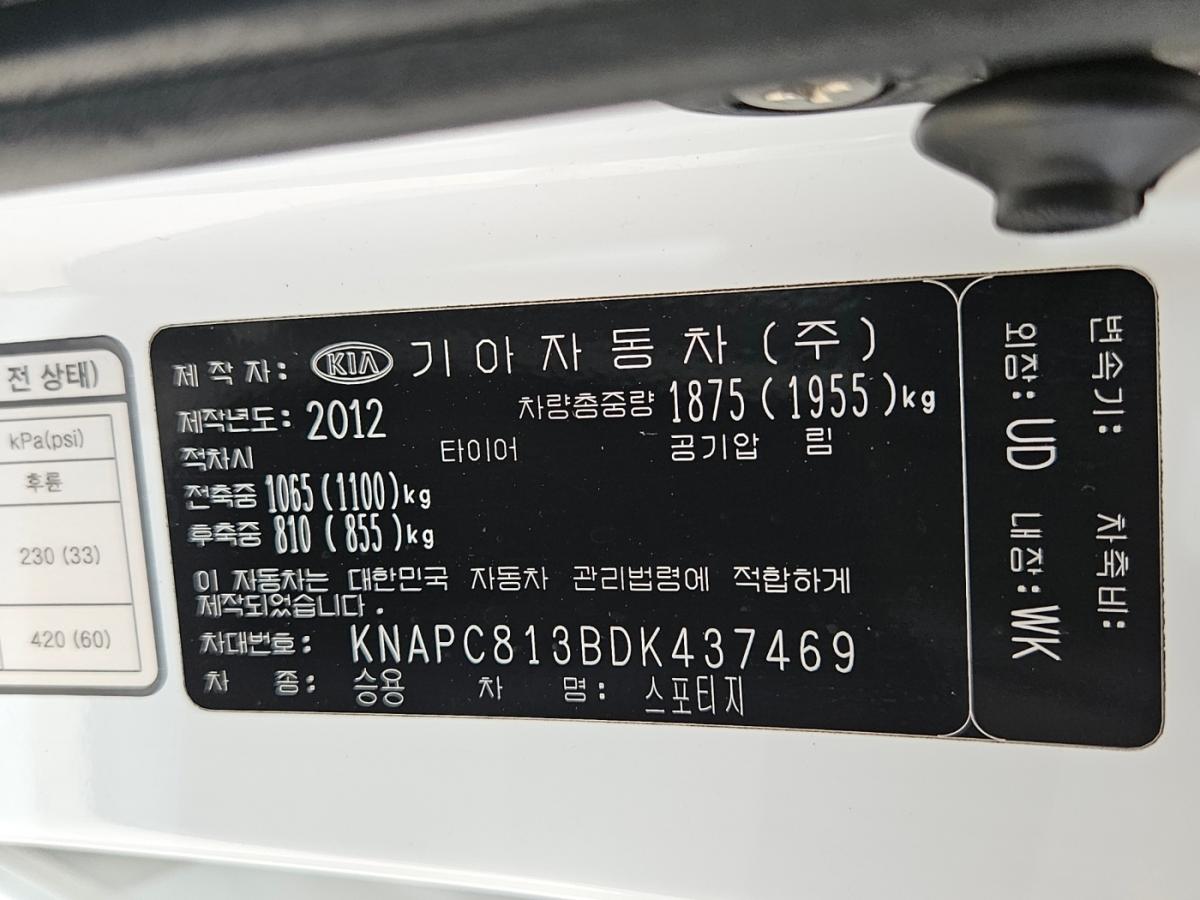 전 상태)
kPa(psi)
후륜
230 (33)
420 (60)
제 작 자: KIA 기 아 자 동 차 (주)
제작년도: 2012 차량총중량 1875 (1955)kg
적차시 타이어 공기압 림
전축중 1065 (1100)kg
후축중 810 (855)kg
이 자동차는 대한민국 자동차 관리법령에 적합하게
제작되었습니다.
차대번호: KNAPC813BDK437469
차 종: 승용 차 명: 스포티지
변속기: 차축비:
외장: UD 내장: WK